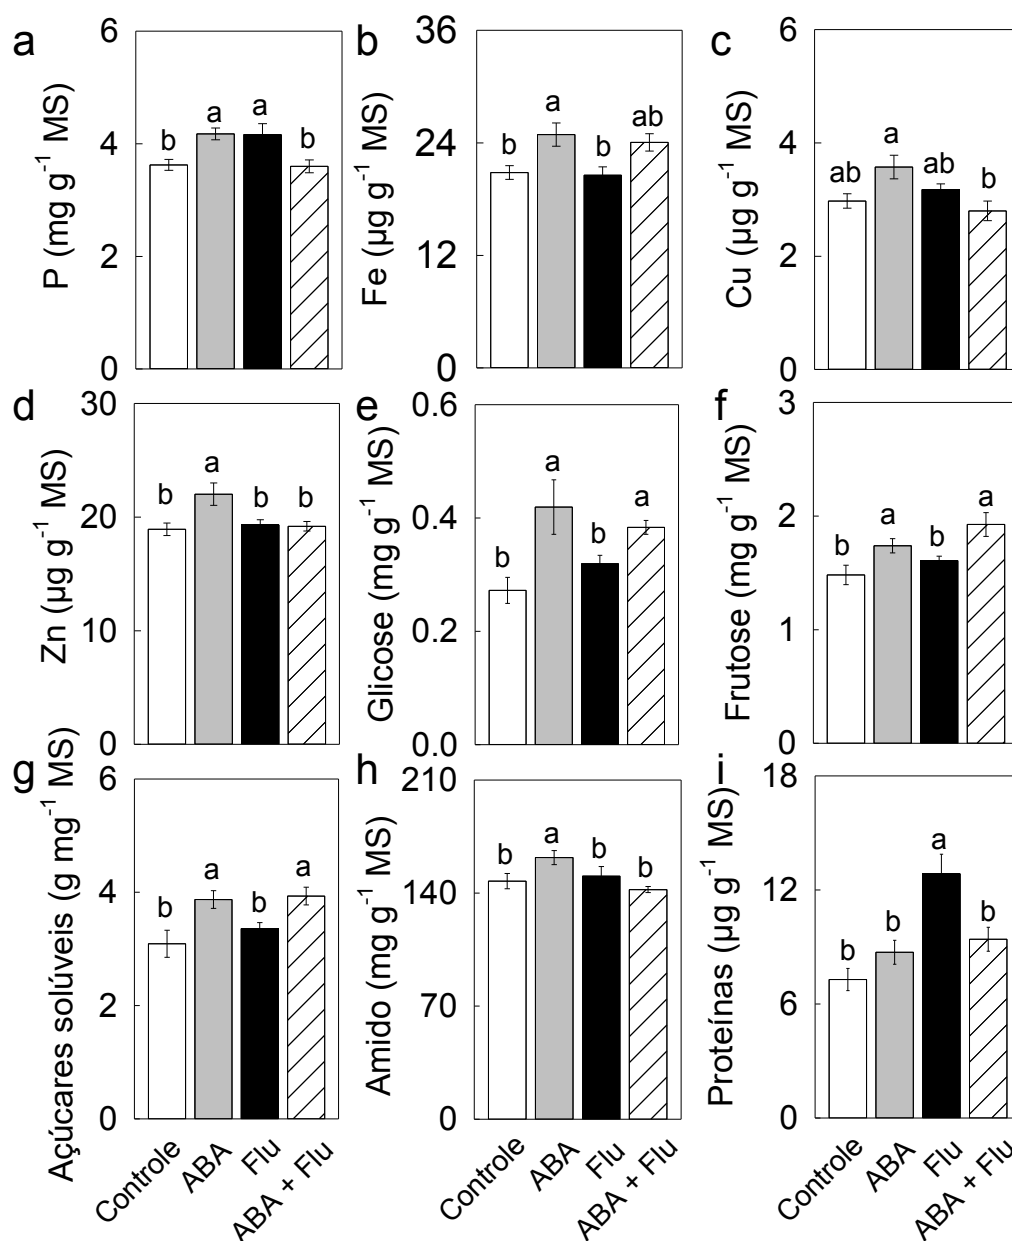 a
P (mg g⁻¹ MS)
6
4
2
0
b
a
a
b
b
Fe (µg g⁻¹ MS)
36
24
12
0
b
a
b
ab
c
Cu (µg g⁻¹ MS)
6
4
2
0
ab
a
ab
b
d
Zn (µg g⁻¹ MS)
30
20
10
0
b
a
b
b
e
Glicose (mg g⁻¹ MS)
0.6
0.4
0.2
0.0
b
a
b
a
f
Frutose (mg g⁻¹ MS)
3
2
1
0
b
a
b
a
g
Açúcares solúveis (g mg⁻¹ MS)
6
4
2
0
b
a
b
a
Controle
ABA
Flu
ABA + Flu
h
Amido (mg g⁻¹ MS)
210
140
70
0
b
a
b
b
Controle
ABA
Flu
ABA + Flu
i
Proteínas (µg g⁻¹ MS)
18
12
6
0
b
b
a
b
Controle
ABA
Flu
ABA + Flu